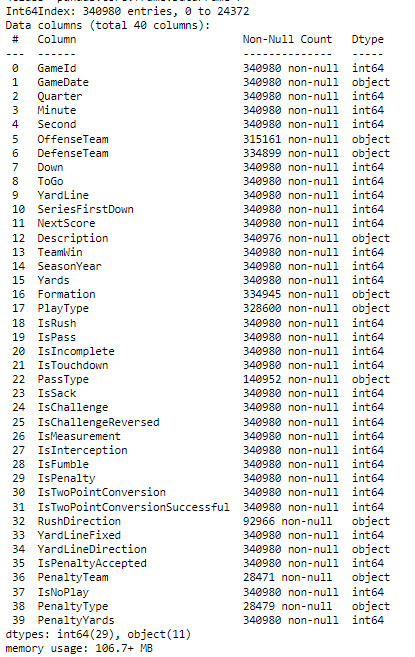 Int64Index: 340980 entries, 0 to 24372
Data columns (total 40 columns):
 #   Column                        Non-Null Count   Dtype
---  ------                        --------------   -----
 0   GameId                        340980 non-null  int64
 1   GameDate                      340980 non-null  object
 2   Quarter                       340980 non-null  int64
 3   Minute                        340980 non-null  int64
 4   Second                        340980 non-null  int64
 5   OffenseTeam                   315161 non-null  object
 6   DefenseTeam                   334899 non-null  object
 7   Down                          340980 non-null  int64
 8   ToGo                          340980 non-null  int64
 9   YardLine                      340980 non-null  int64
 10  SeriesFirstDown               340980 non-null  int64
 11  NextScore                     340980 non-null  int64
 12  Description                   340976 non-null  object
 13  TeamWin                       340980 non-null  int64
 14  SeasonYear                    340980 non-null  int64
 15  Yards                         340980 non-null  int64
 16  Formation                     334945 non-null  object
 17  PlayType                      328600 non-null  object
 18  IsRush                        340980 non-null  int64
 19  IsPass                        340980 non-null  int64
 20  IsIncomplete                  340980 non-null  int64
 21  IsTouchdown                   340980 non-null  int64
 22  PassType                      140952 non-null  object
 23  IsSack                        340980 non-null  int64
 24  IsChallenge                   340980 non-null  int64
 25  IsChallengeReversed           340980 non-null  int64
 26  IsMeasurement                 340980 non-null  int64
 27  IsInterception                340980 non-null  int64
 28  IsFumble                      340980 non-null  int64
 29  IsPenalty                     340980 non-null  int64
 30  IsTwoPointConversion          340980 non-null  int64
 31  IsTwoPointConversionSuccessful  340980 non-null  int64
 32  RushDirection                 92966 non-null   object
 33  YardLineFixed                 340980 non-null  int64
 34  YardLineDirection             340980 non-null  object
 35  IsPenaltyAccepted             340980 non-null  int64
 36  PenaltyTeam                   28471 non-null   object
 37  IsNoPlay                      340980 non-null  int64
 38  PenaltyType                   28479 non-null   object
 39  PenaltyYards                  340980 non-null  int64
dtypes: int64(29), object(11)
memory usage: 106.7+ MB